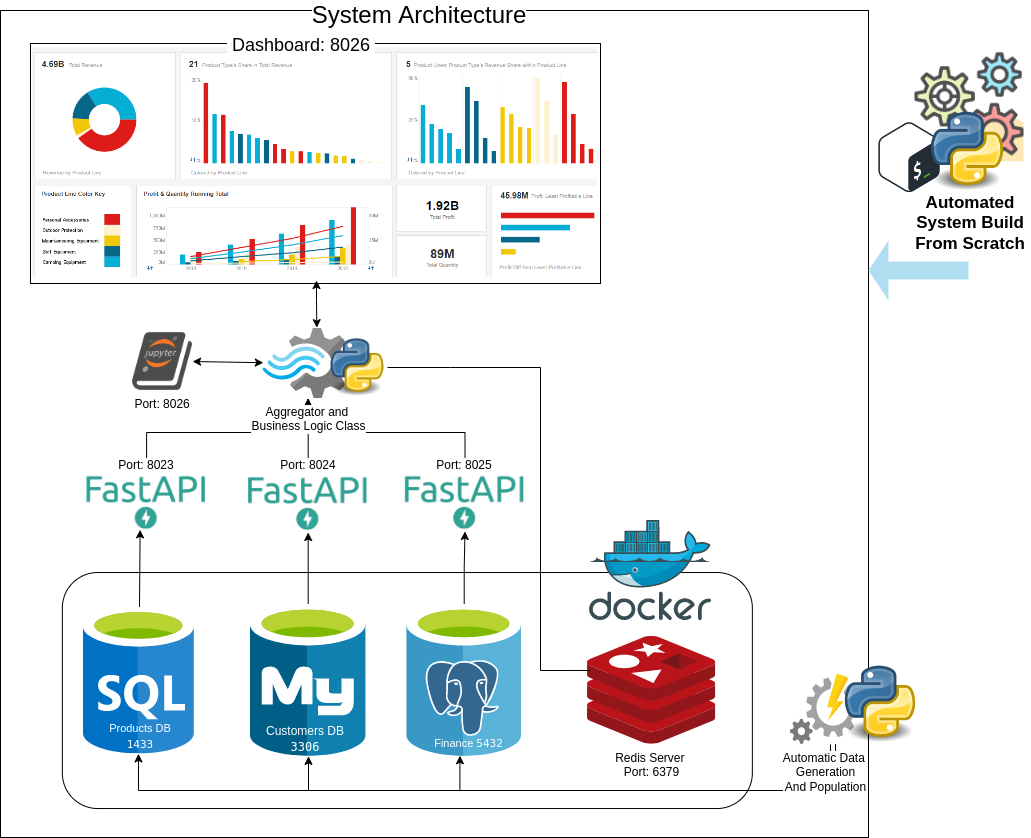 System Architecture
Dashboard: 8026
4.69B Total Revenue
21 Product Type's Share in Total Revenue
5 Product Lines: Product Type's Revenue Share within Product Line
20%
10%
50%
20%
Revenue by Product Line
Colored by Product Line
Colored by Product Line
Product Line Color Key
Personal Accessories
Outdoor Protection
Mountaineering Equipment
Golf Equipment
Camping Equipment
Profit & Quantity Running Total
1,000M
750M
500M
250M
0M
30M
15M
0M
1.92B
Total Profit
89M
Total Quantity
45.98M Profit: Least Profitable Line
Profit Diff from Least Profitable Line
Automated
System Build
From Scratch
$
jupyter
Port: 8026
Aggregator and
Business Logic Class
Port: 8023
Port: 8024
Port: 8025
FastAPI
FastAPI
FastAPI
docker
SQL
Products DB
1433
My
Customers DB
3306
Finance 5432
Redis Server
Port: 6379
Automatic Data
Generation
And Population